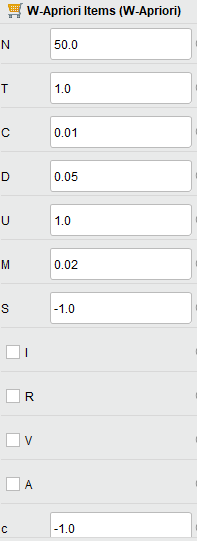 W-Apriori Items (W-Apriori)
N 50.0
T 1.0
C 0.01
D 0.05
U 1.0
M 0.02
S -1.0
I
R
V
A
c -1.0